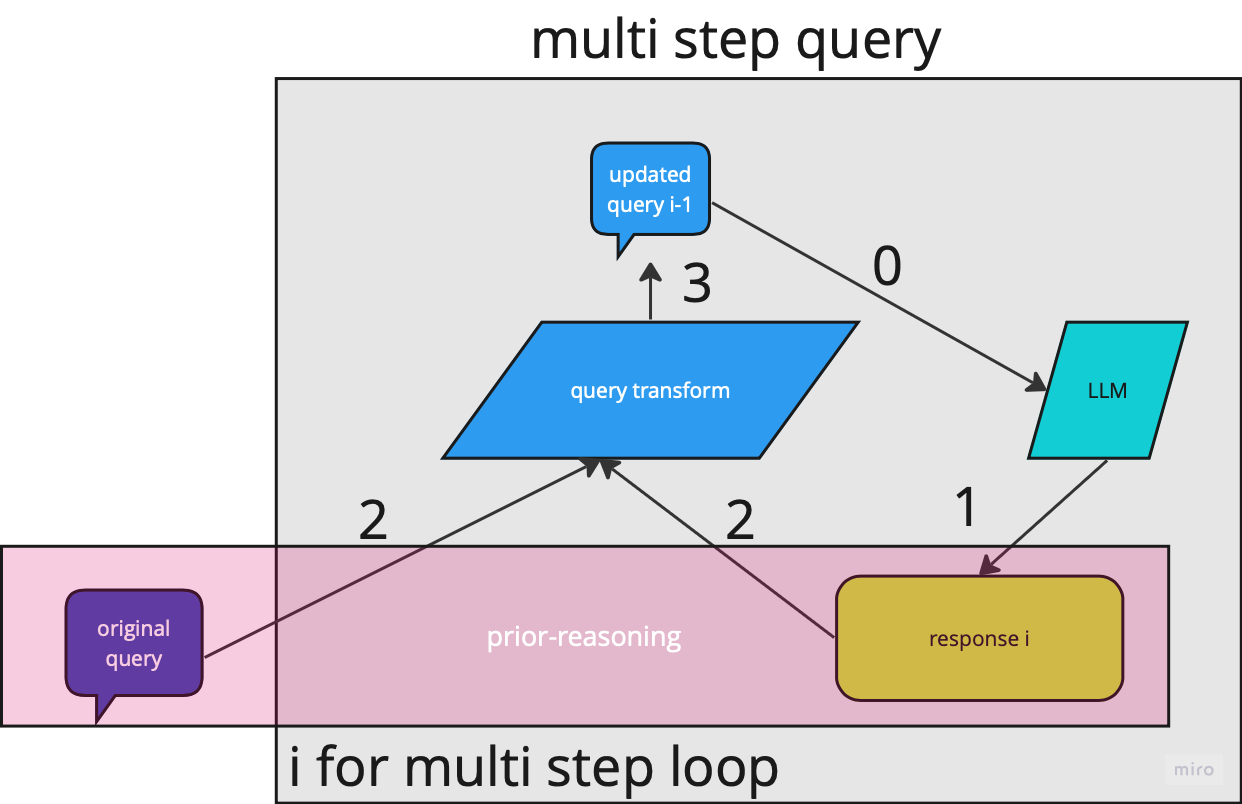 multi step query
updated
query i-1
0
3
query transform
LLM
2
2
1
original
query
prior-reasoning
response i
i for multi step loop
miro